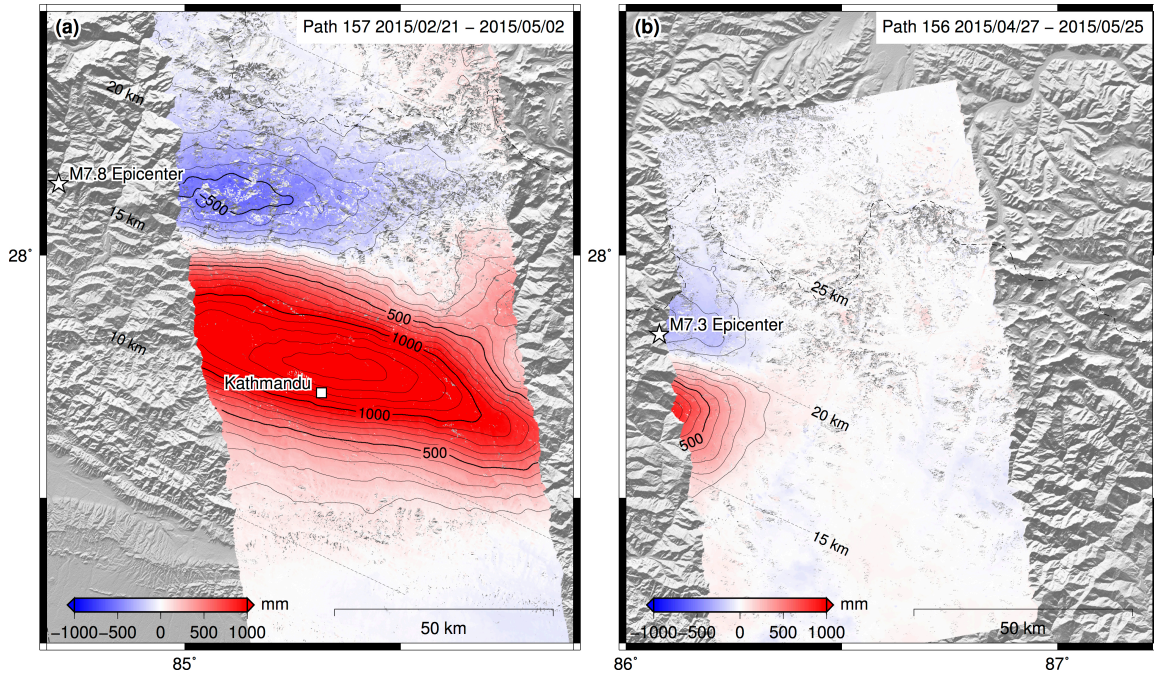 (a)
Path 157 2015/02/21 − 2015/05/02
20 km
M7.8 Epicenter
−500
15 km
28˚
500
10 km
1000
Kathmandu
1000
500
mm
−1000 −500 0 500 1000
50 km
85˚
(b)
Path 156 2015/04/27 − 2015/05/25
28˚
25 km
M7.3 Epicenter
20 km
500
15 km
mm
−1000 −500 0 500 1000
50 km
86˚
87˚